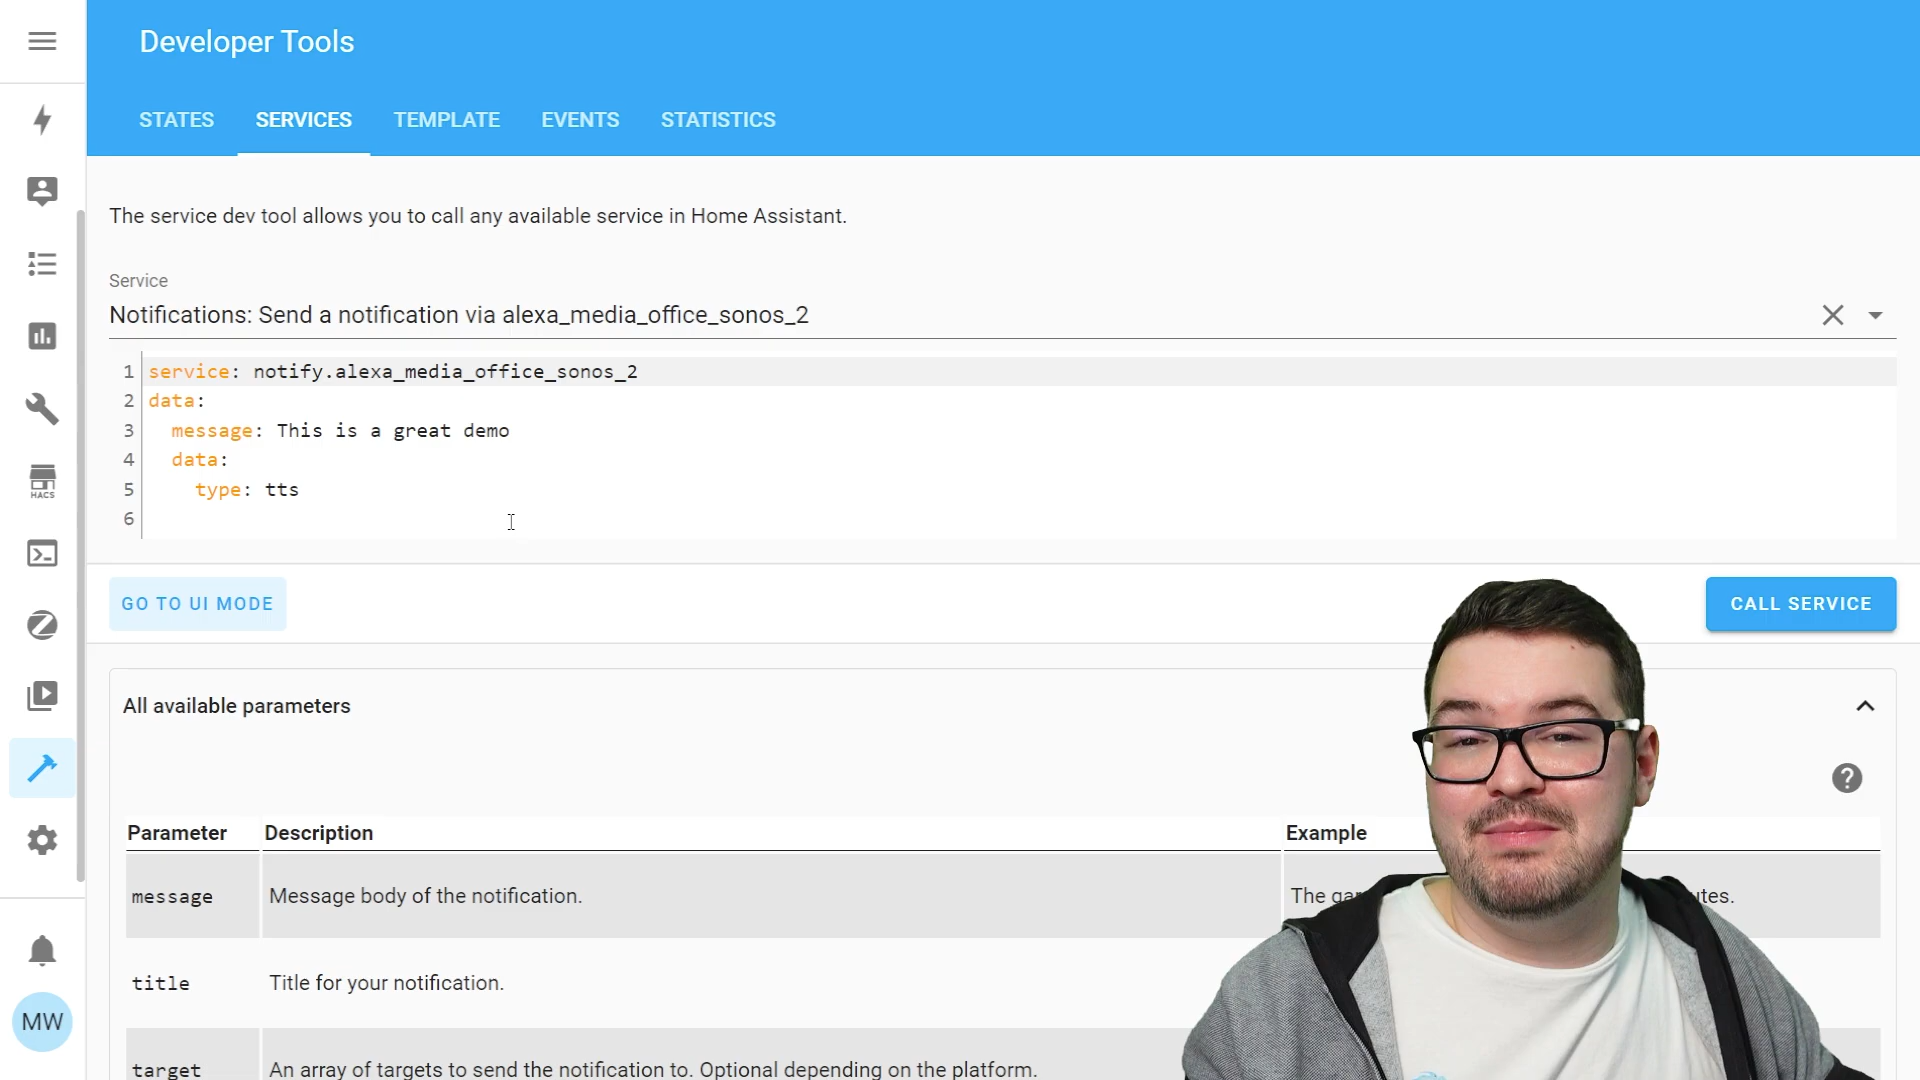 Developer Tools
STATES SERVICES TEMPLATE EVENTS STATISTICS
The service dev tool allows you to call any available service in Home Assistant.
Service
Notifications: Send a notification via alexa_media_office_sonos_2
1 service: notify.alexa_media_office_sonos_2
2 data:
3 message: This is a great demo
4 data:
5 type: tts
6
HACS
GO TO UI MODE CALL SERVICE
All available parameters
Parameter Description Example
message Message body of the notification. The
title Title for your notification.
MW
target An array of targets to send the notification to. Optional depending on the platform.